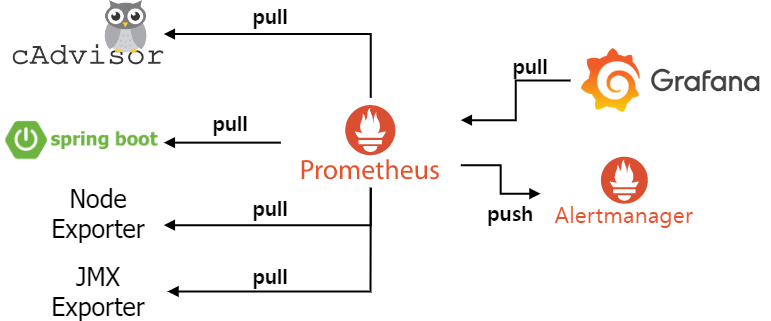 pull
cAdvisor
pull
Grafana
pull
spring boot
Prometheus
Node
Exporter
pull
push
Alertmanager
JMX
Exporter
pull